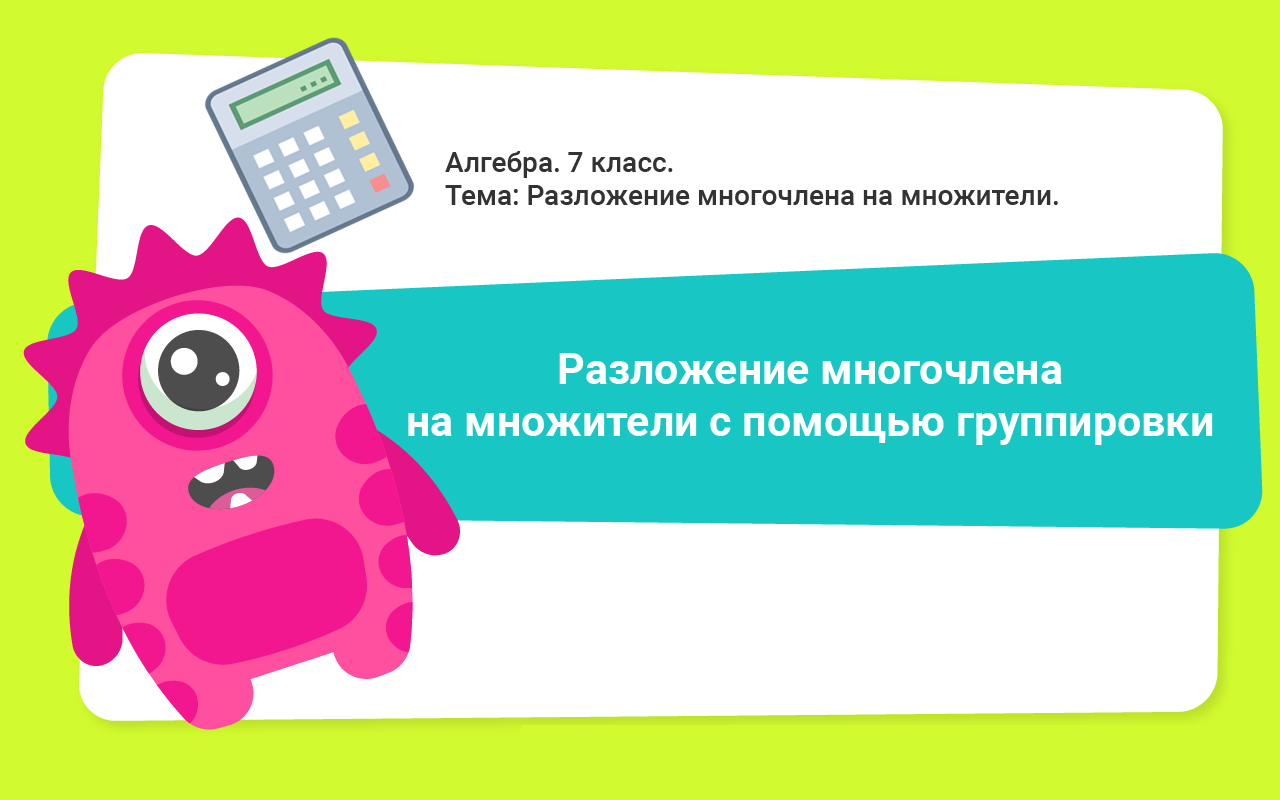 Алгебра. 7 класс.
Тема: Разложение многочлена на множители.
Разложение многочлена
на множители с помощью группировки